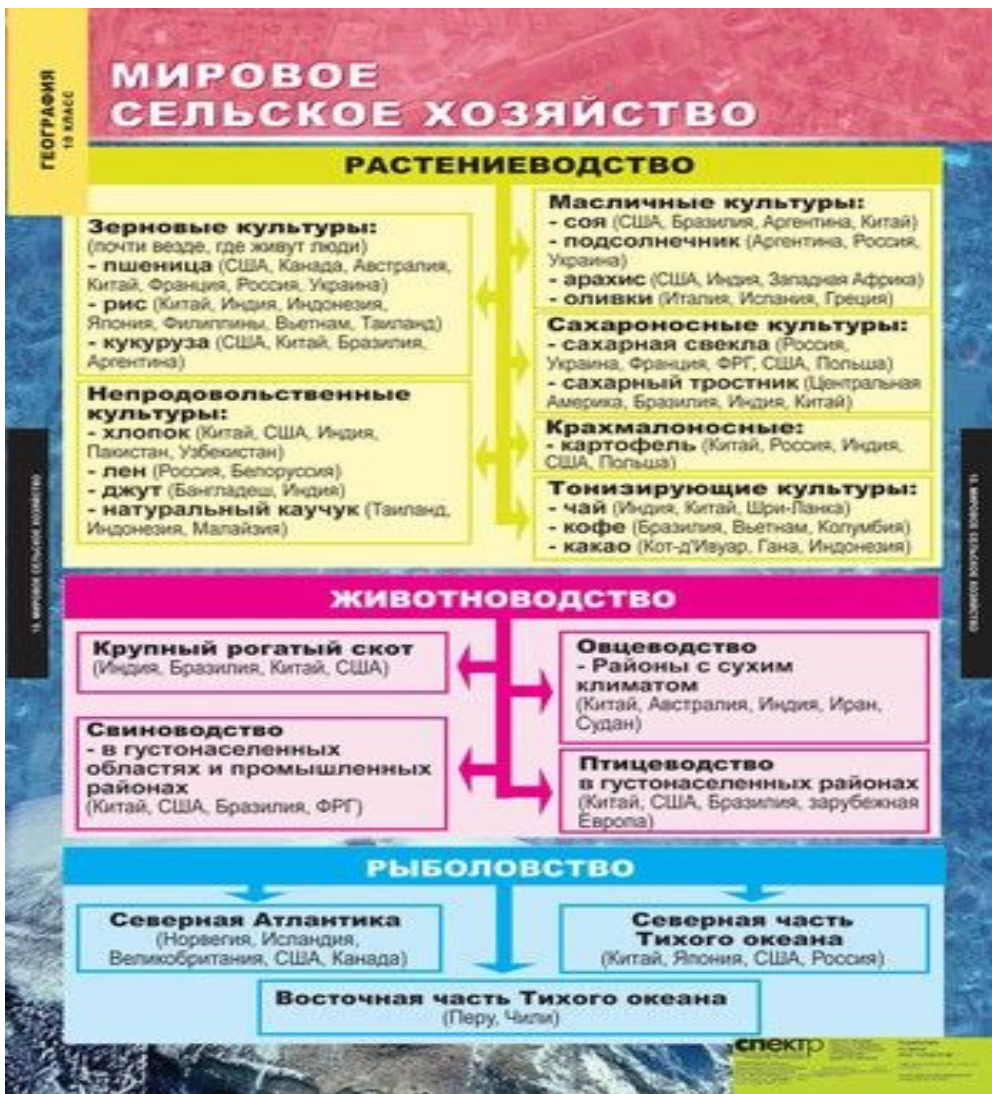 ГЕОГРАФИЯ
10 КЛАСС
МИРОВОЕ
СЕЛЬСКОЕ ХОЗЯЙСТВО
РАСТЕНИЕВОДСТВО
Зерновые культуры:
(почти везде, где живут люди)
- пшеница (США, Канада, Австралия,
Китай, Франция, Россия, Украина)
- рис (Китай, Индия, Индонезия,
Япония, Филиппины, Вьетнам, Таиланд)
- кукуруза (США, Китай, Бразилия,
Аргентина)
Непродовольственные
культуры:
- хлопок (Китай, США, Индия,
Пакистан, Узбекистан)
- лен (Россия, Белоруссия)
- джут (Бангладеш, Индия)
- натуральный каучук (Таиланд,
Индонезия, Малайзия)
Масличные культуры:
- соя (США, Бразилия, Аргентина, Китай)
- подсолнечник (Аргентина, Россия,
Украина)
- арахис (США, Индия, Западная Африка)
- оливки (Италия, Испания, Греция)
Сахароносные культуры:
- сахарная свекла (Россия,
Украина, Франция, ФРГ, США, Польша)
- сахарный тростник (Центральная
Америка, Бразилия, Индия, Китай)
Крахмалоносные:
- картофель (Китай, Россия, Индия,
США, Польша)
Тонизирующие культуры:
- чай (Индия, Китай, Шри-Ланка)
- кофе (Бразилия, Вьетнам, Колумбия)
- какао (Кот-д'Ивуар, Гана, Индонезия)
ЖИВОТНОВОДСТВО
Крупный рогатый скот
(Индия, Бразилия, Китай, США)
Свиноводство
- в густонаселенных
областях и промышленных
районах
(Китай, США, Бразилия, ФРГ)
Овцеводство
- Районы с сухим
климатом
(Китай, Австралия, Индия, Иран,
Судан)
Птицеводство
в густонаселенных районах
(Китай, США, Бразилия, зарубежная
Европа)
РЫБОЛОВСТВО
Северная Атлантика
(Норвегия, Исландия,
Великобритания, США, Канада)
Северная часть
Тихого океана
(Китай, Япония, США, Россия)
Восточная часть Тихого океана
(Перу, Чили)
МИРОВОЕ СЕЛЬСКОЕ ХОЗЯЙСТВО
МИРОВОЕ СЕЛЬСКОЕ ХОЗЯЙСТВО
спектр